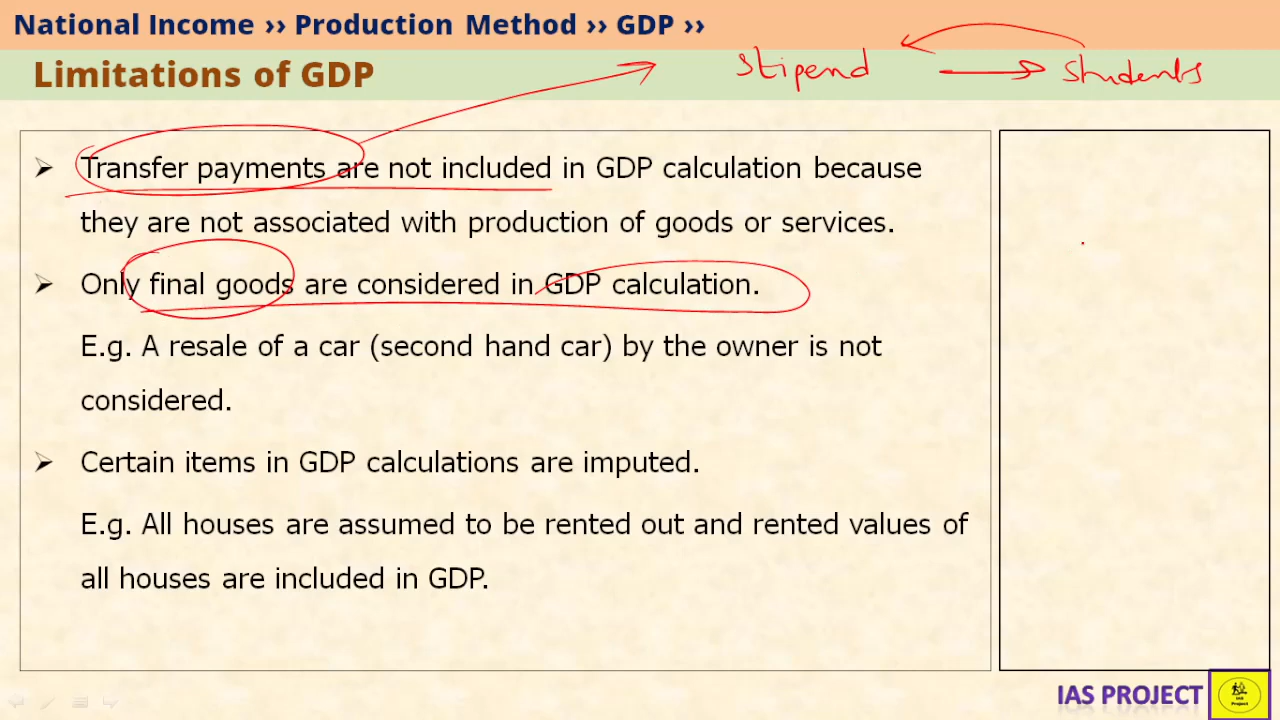 National Income ›› Production Method ›› GDP ››
Limitations of GDP
Stipend
Students
➢ Transfer payments are not included in GDP calculation because
they are not associated with production of goods or services.
➢ Only final goods are considered in GDP calculation.
E.g. A resale of a car (second hand car) by the owner is not
considered.
➢ Certain items in GDP calculations are imputed.
E.g. All houses are assumed to be rented out and rented values of
all houses are included in GDP.
IAS PROJECT
IAS
Project